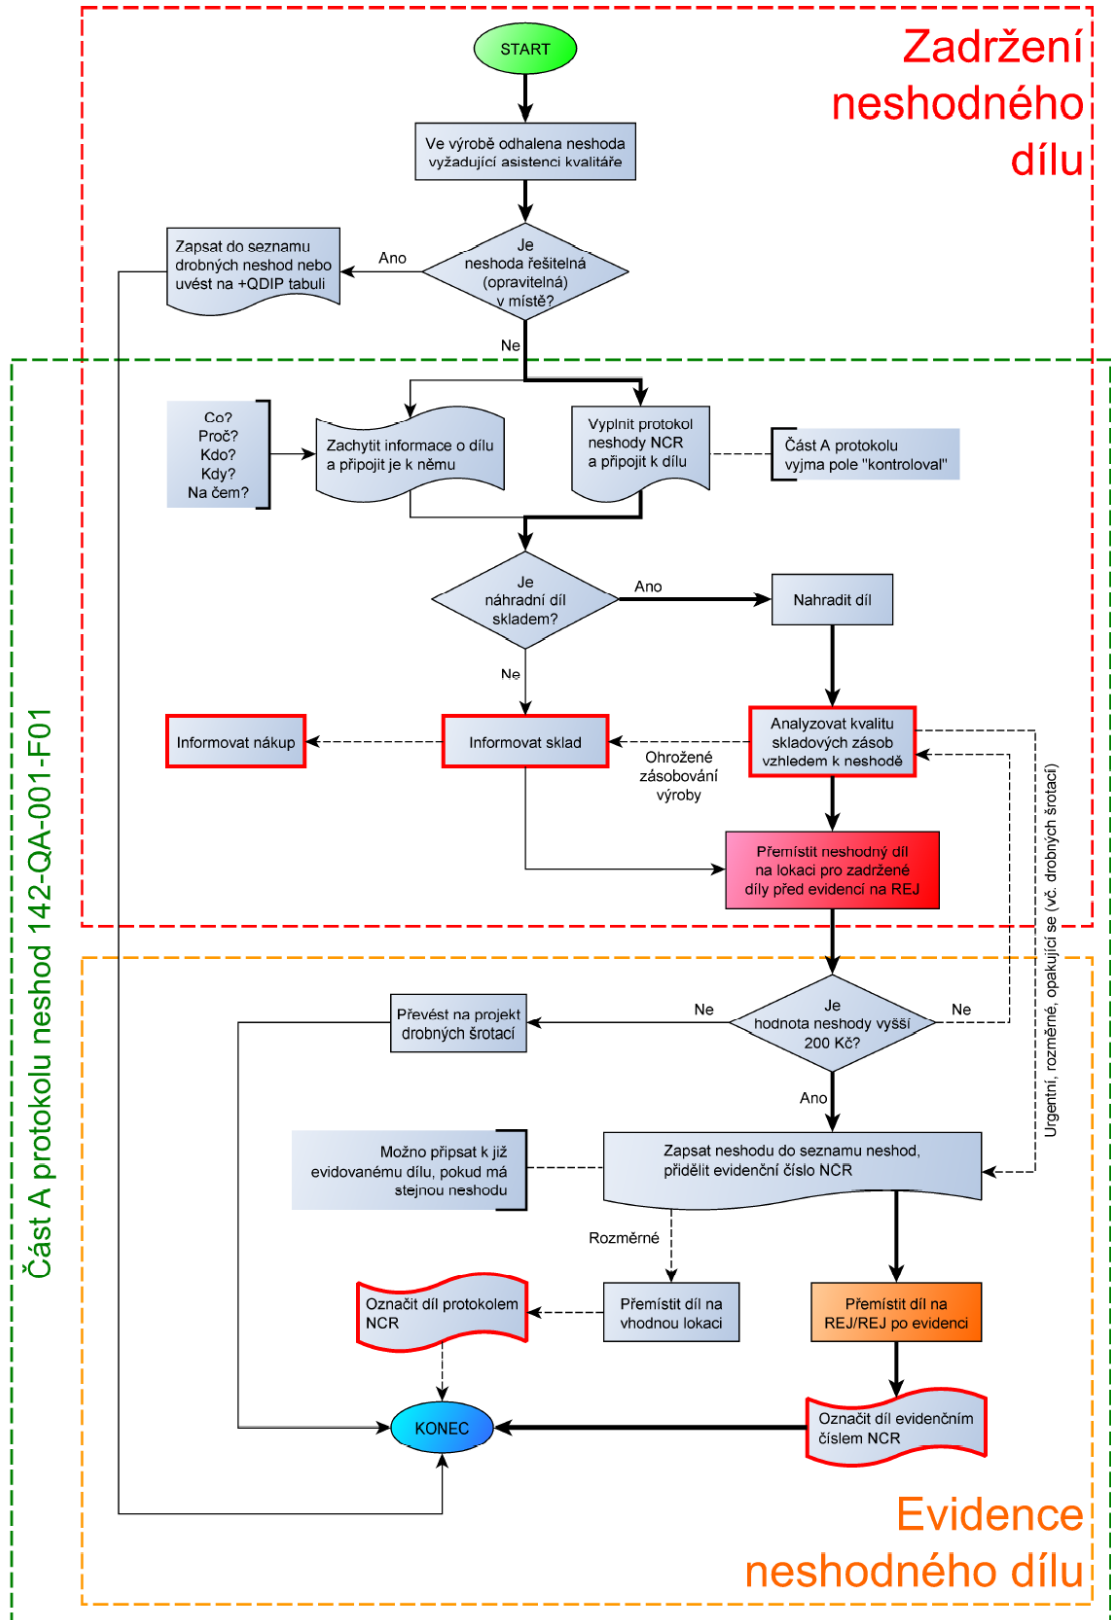 START
Zadržení
neshodného
dílu
Ve výrobě odhalena neshoda
vyžadující asistenci kvalitáře
Je
neshoda řešitelná
(opravitelná)
v místě?
Ano
Zapsat do seznamu
drobných neshod nebo
uvést na +QDIP tabuli
Ne
Co?
Proč?
Kdo?
Kdy?
Na čem?
Zachytit informace o dílu
a připojit je k němu
Vyplnit protokol
neshody NCR
a připojit k dílu
Část A protokolu
vyjma pole "kontroloval"
Je
náhradní díl
skladem?
Ano
Nahradit díl
Ne
Informovat nákup
Informovat sklad
Ohrožené
zásobování
výroby
Analyzovat kvalitu
skladových zásob
vzhledem k neshodě
Přemístit neshodný díl
na lokaci pro zadržené
díly před evidencí na REJ
Urgentní, rozměrné, opakující se (vč. drobných šrotací)
Část A protokolu neshod 142-QA-001-F01
Převést na projekt
drobných šrotací
Ne
Je
hodnota neshody vyšší
200 Kč?
Ne
Ano
Možno připsat k již
evidovanému dílu, pokud má
stejnou neshodu
Zapsat neshodu do seznamu neshod,
přidělit evidenční číslo NCR
Rozměrné
Označit díl protokolem
NCR
Přemístit díl na
vhodnou lokaci
Přemístit díl na
REJ/REJ po evidenci
KONEC
Označit díl evidenčním
číslem NCR
Evidence
neshodného dílu